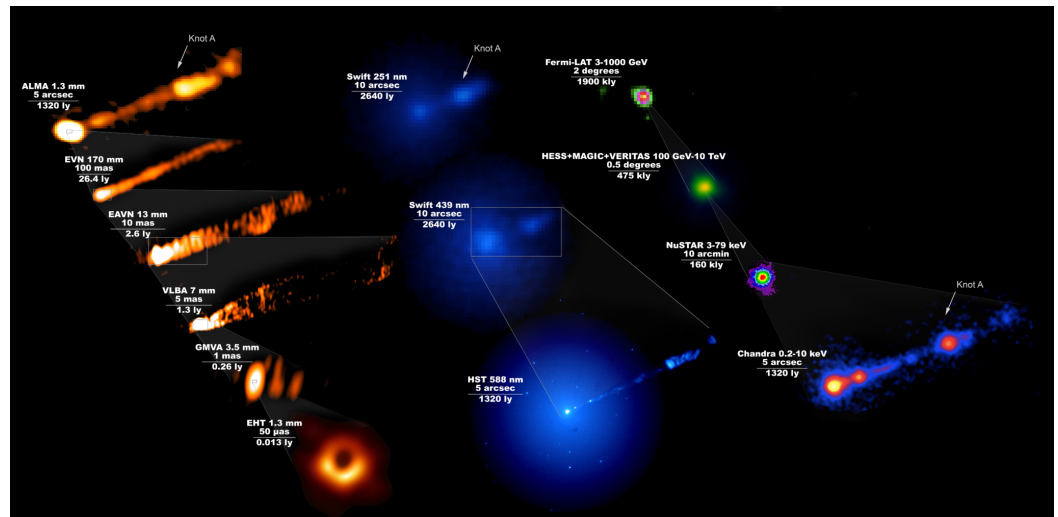 Knot A
ALMA 1.3 mm
5 arcsec
1320 ly
EVN 170 mm
100 mas
26.4 ly
EAVN 13 mm
10 mas
2.6 ly
VLBA 7 mm
5 mas
1.3 ly
GMVA 3.5 mm
1 mas
0.26 ly
EHT 1.3 mm
50 μas
0.013 ly
Knot A
Swift 251 nm
10 arcsec
2640 ly
Swift 439 nm
10 arcsec
2640 ly
HST 588 nm
5 arcsec
1320 ly
Fermi-LAT 3-1000 GeV
2 degrees
1900 kly
HESS+MAGIC+VERITAS 100 GeV-10 TeV
0.5 degrees
475 kly
NuSTAR 3-79 keV
10 arcmin
160 kly
Knot A
Chandra 0.2-10 keV
5 arcsec
1320 ly